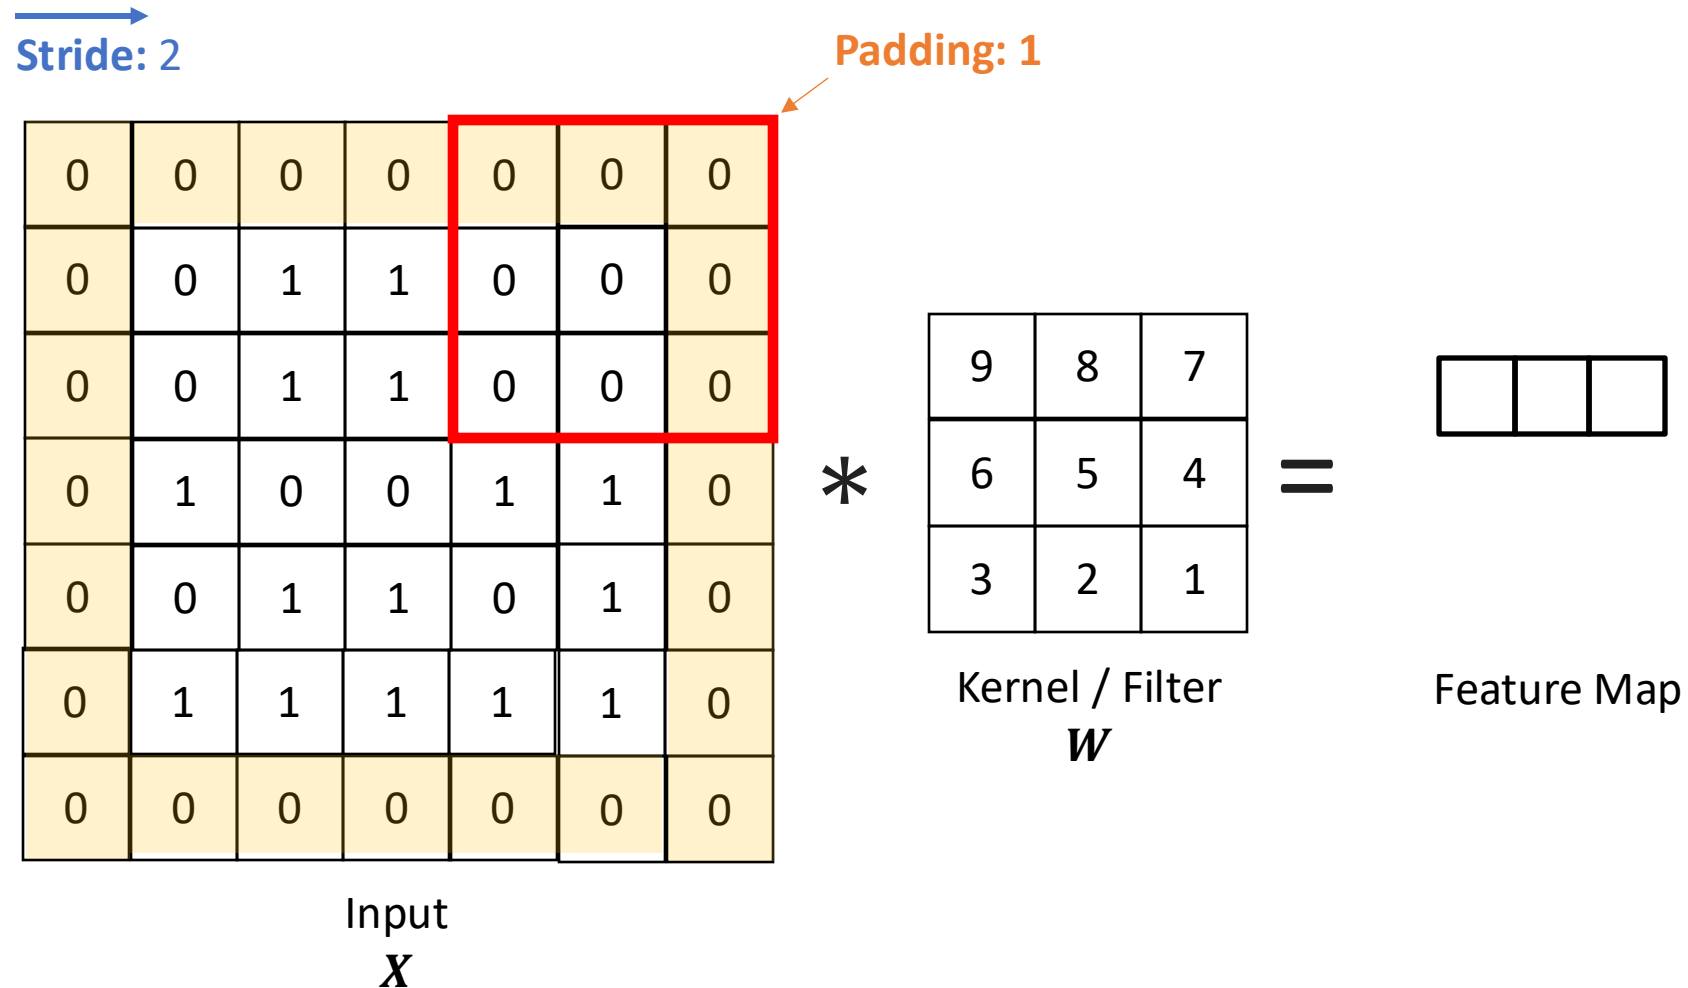 Stride: 2
Padding: 1
0 0 0 0 0 0 0
0 0 1 1 0 0 0
0 0 1 1 0 0 0
0 1 0 0 1 1 0
0 0 1 1 0 1 0
0 1 1 1 1 1 0
0 0 0 0 0 0 0
Input
X
*
9 8 7
6 5 4
3 2 1
Kernel / Filter
W
=
Feature Map